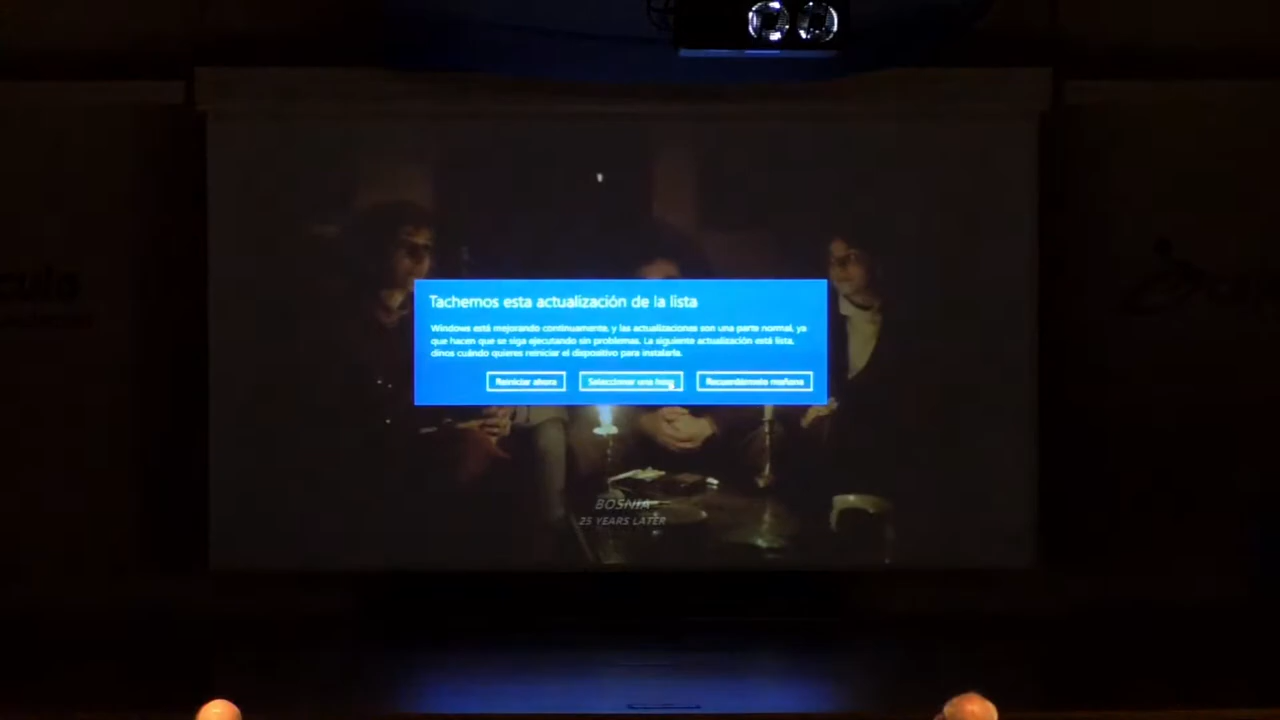 Tachemos esta actualización de la lista
Windows está mejorando continuamente, y las actualizaciones son una parte normal, ya
que hacen que se siga ejecutando sin problemas. La siguiente actualización está lista,
dinos cuándo quieres reiniciar el dispositivo para instalarla.
Reiniciar ahora
Seleccionar una hora
Recuérdamelo mañana
BOSNIA
25 YEARS LATER